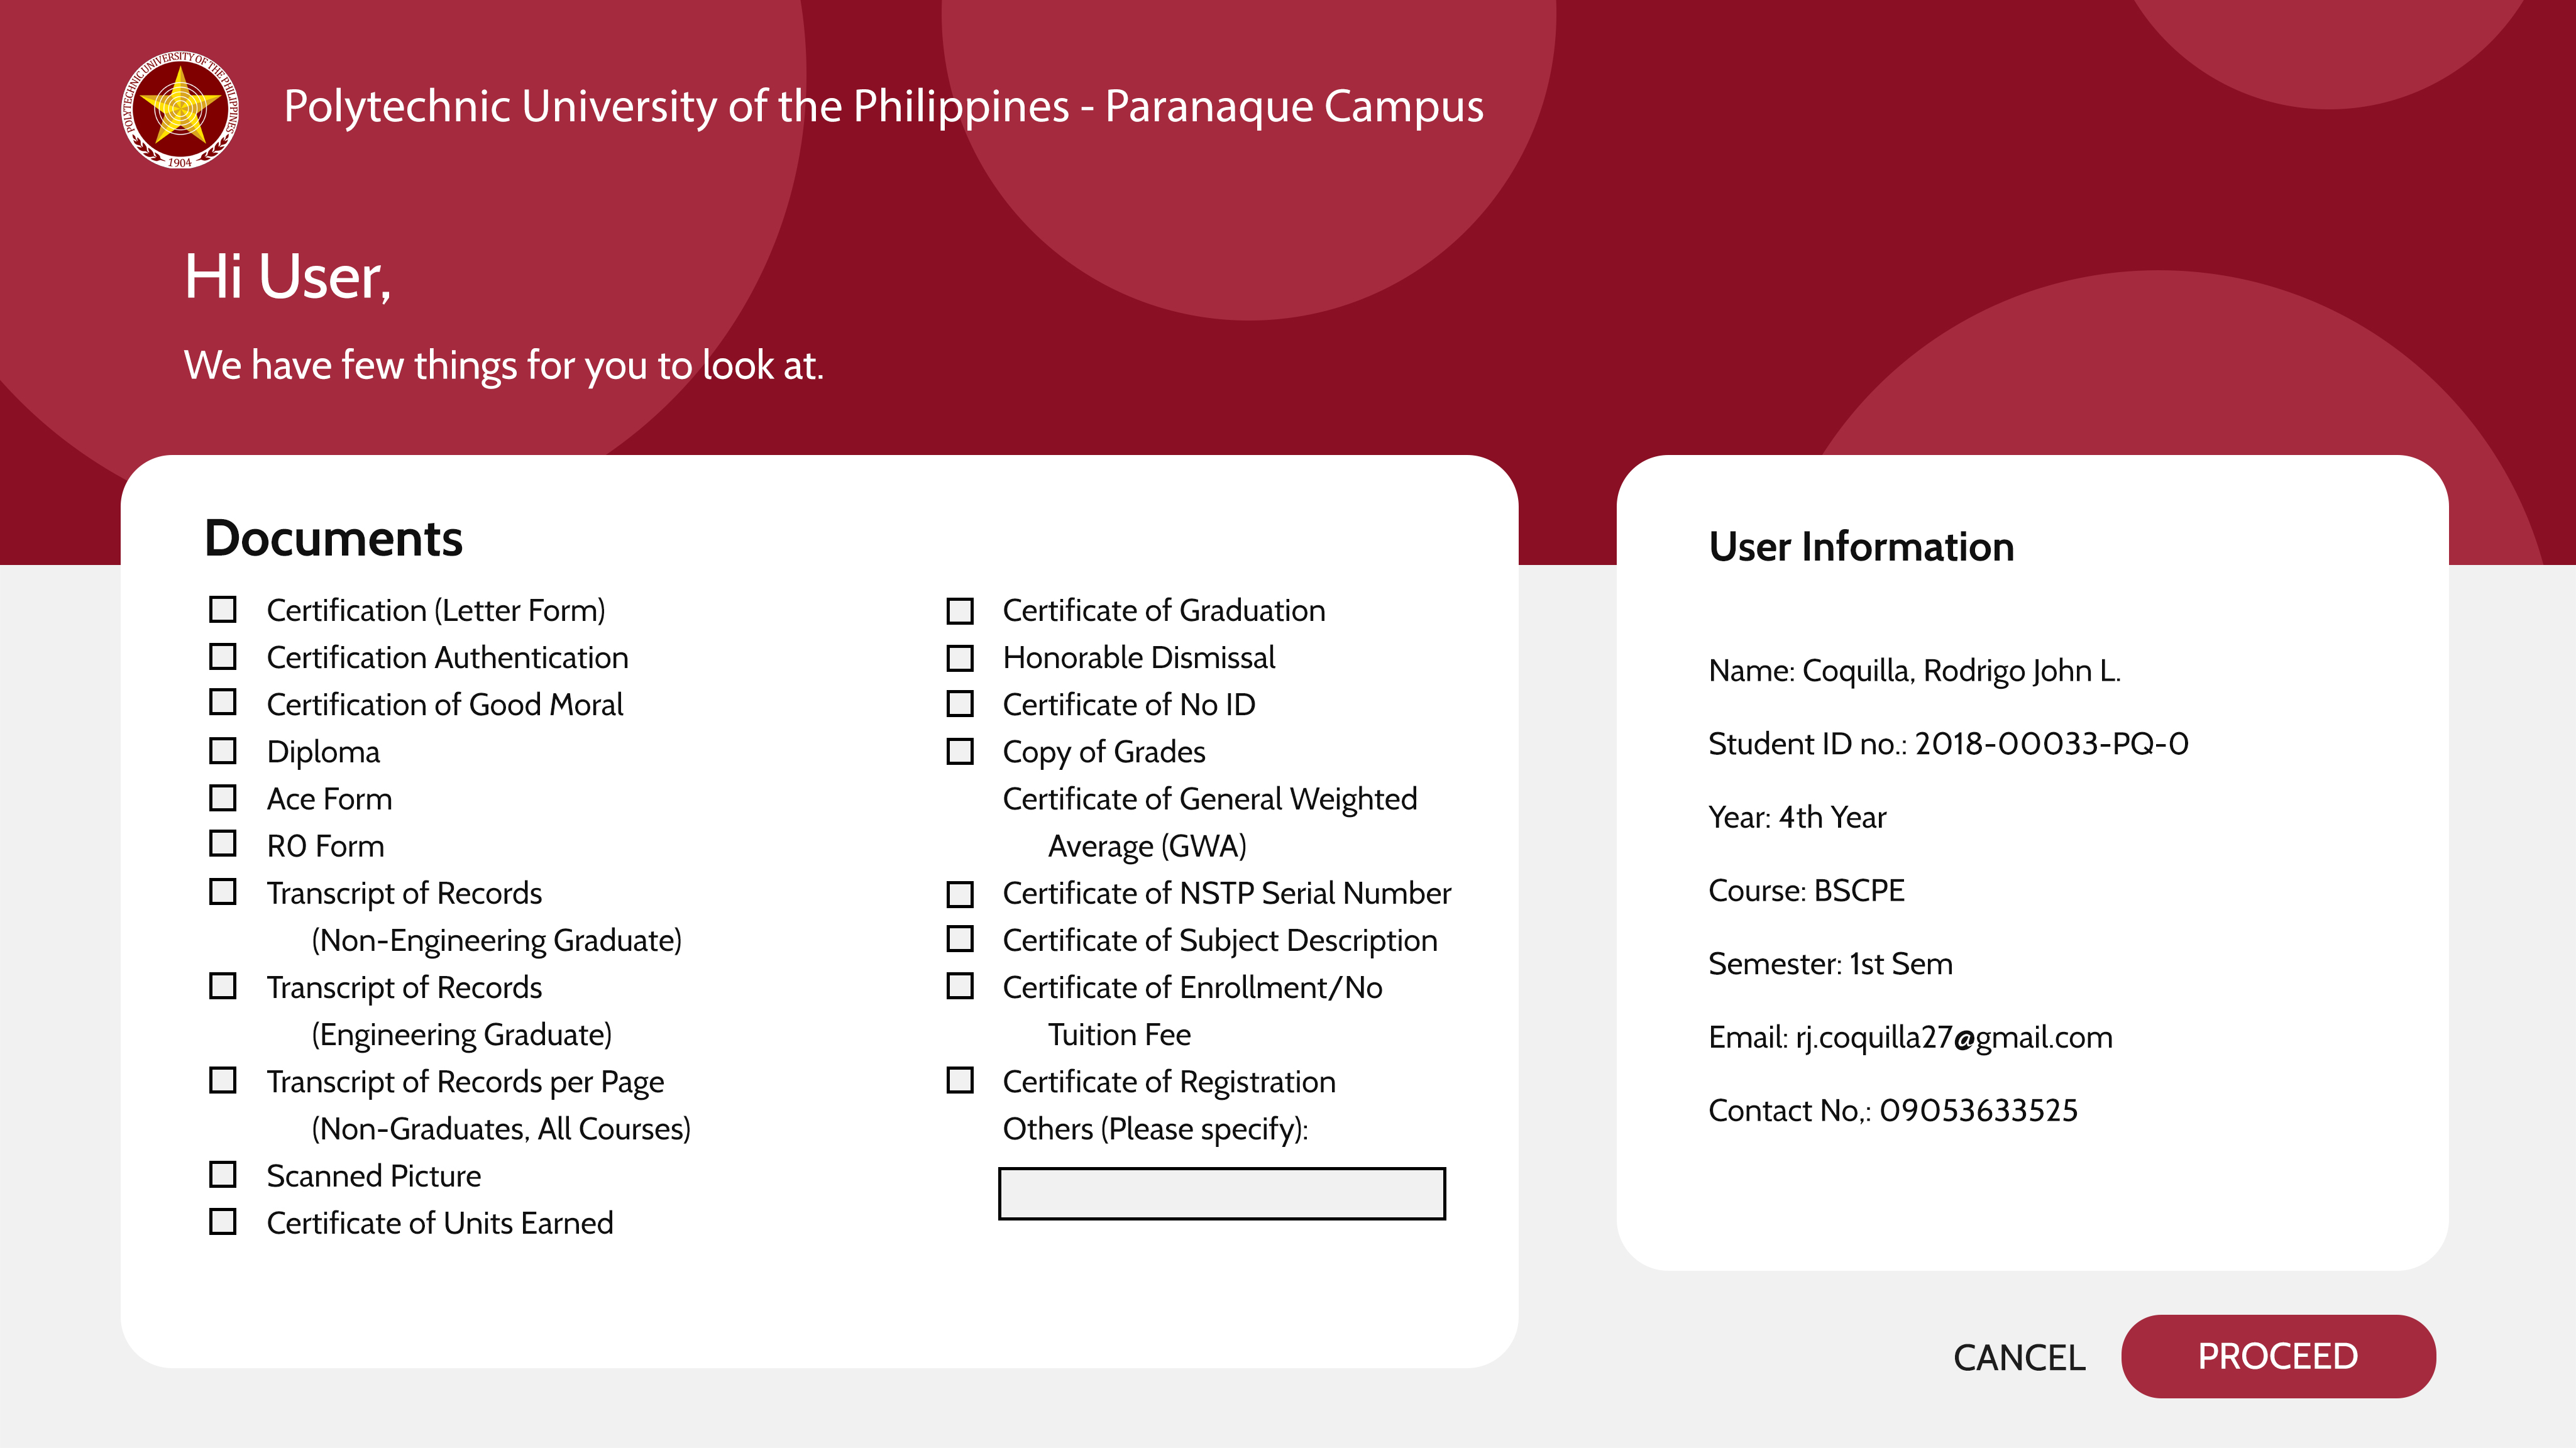 POLYTECHNIC UNIVERSITY OF THE PHILIPPINES
1904
Polytechnic University of the Philippines - Paranaque Campus
Hi User,
We have few things for you to look at.
Documents
Certification (Letter Form)
Certification Authentication
Certification of Good Moral
Diploma
Ace Form
R0 Form
Transcript of Records
(Non-Engineering Graduate)
Transcript of Records
(Engineering Graduate)
Transcript of Records per Page
(Non-Graduates, All Courses)
Scanned Picture
Certificate of Units Earned
Certificate of Graduation
Honorable Dismissal
Certificate of No ID
Copy of Grades
Certificate of General Weighted
Average (GWA)
Certificate of NSTP Serial Number
Certificate of Subject Description
Certificate of Enrollment/No
Tuition Fee
Certificate of Registration
Others (Please specify):
User Information
Name: Coquilla, Rodrigo John L.
Student ID no.: 2018-00033-PQ-0
Year: 4th Year
Course: BSCPE
Semester: 1st Sem
Email: rj.coquilla27@gmail.com
Contact No,: 09053633525
CANCEL
PROCEED